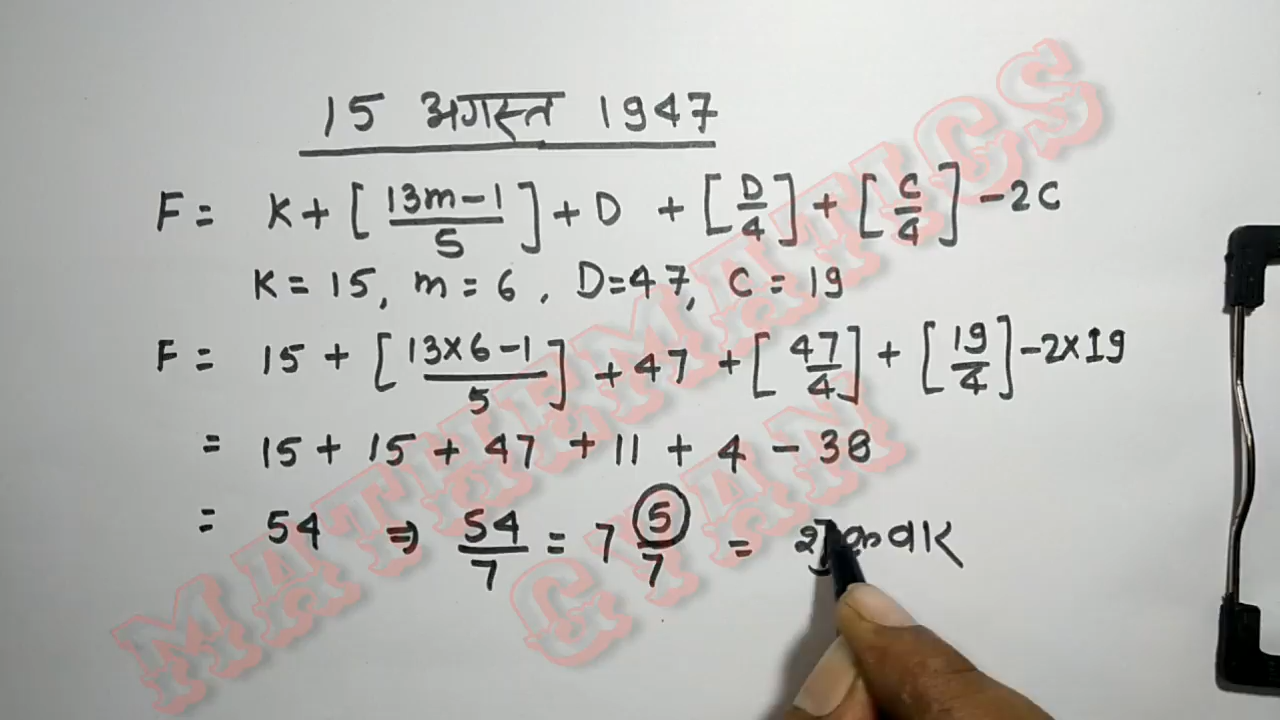 15 अगस्त 1947
F = K + [13m-1/5] + D + [D/4] + [C/4] - 2C
K = 15, m = 6, D=47, C = 19
F = 15 + [13×6-1/5] + 47 + [47/4] + [19/4] - 2×19
= 15 + 15 + 47 + 11 + 4 - 38
= 54 ⇒ 54/7 = 7 5/7 =
MATHEMATICS
GYAN